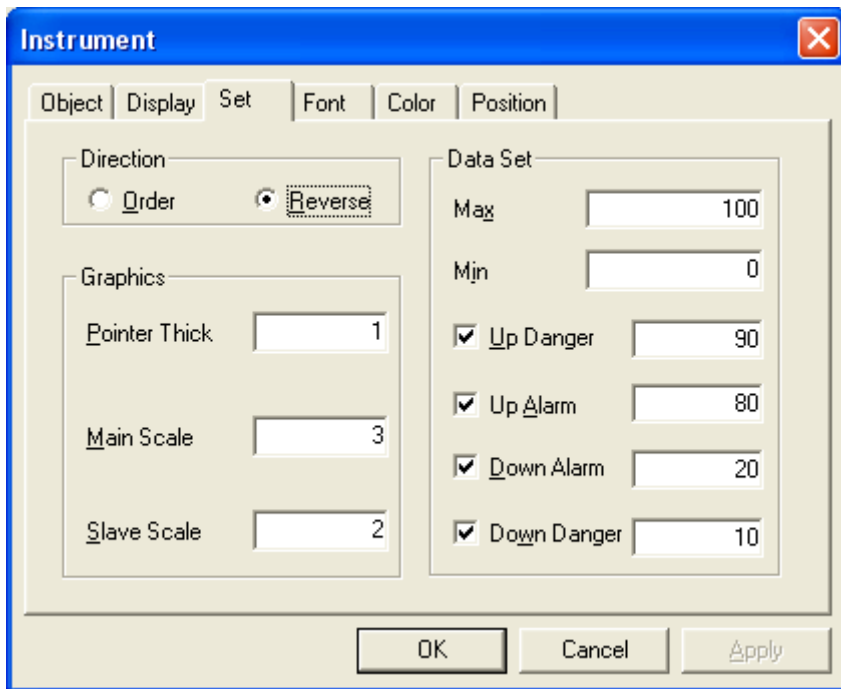 Instrument
Object Display Set Font Color Position
Direction
Order Reverse
Graphics
Pointer Thick 1
Main Scale 3
Slave Scale 2
Data Set
Max 100
Min 0
Up Danger 90
Up Alarm 80
Down Alarm 20
Down Danger 10
OK Cancel Apply